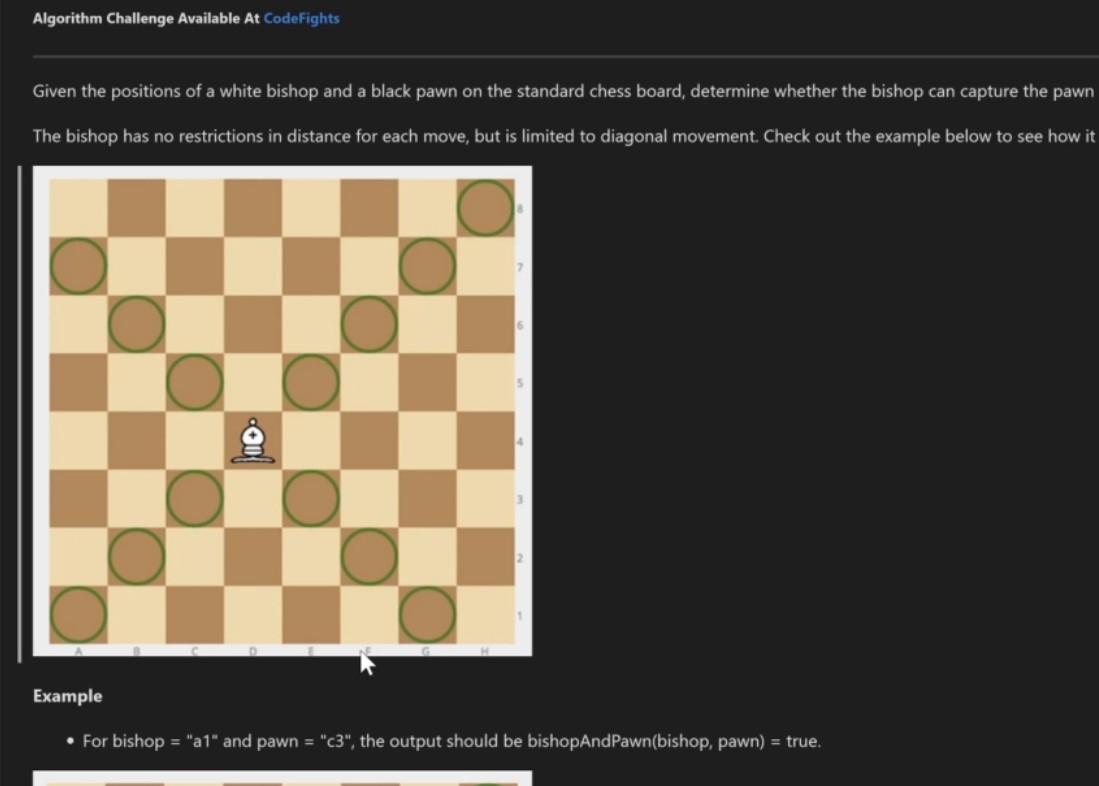 Algorithm Challenge Available At CodeFights
Given the positions of a white bishop and a black pawn on the standard chess board, determine whether the bishop can capture the pawn
The bishop has no restrictions in distance for each move, but is limited to diagonal movement. Check out the example below to see how it
8
7
6
5
4
3
2
1
A B C D E F G H
Example
• For bishop = "a1" and pawn = "c3", the output should be bishopAndPawn(bishop, pawn) = true.